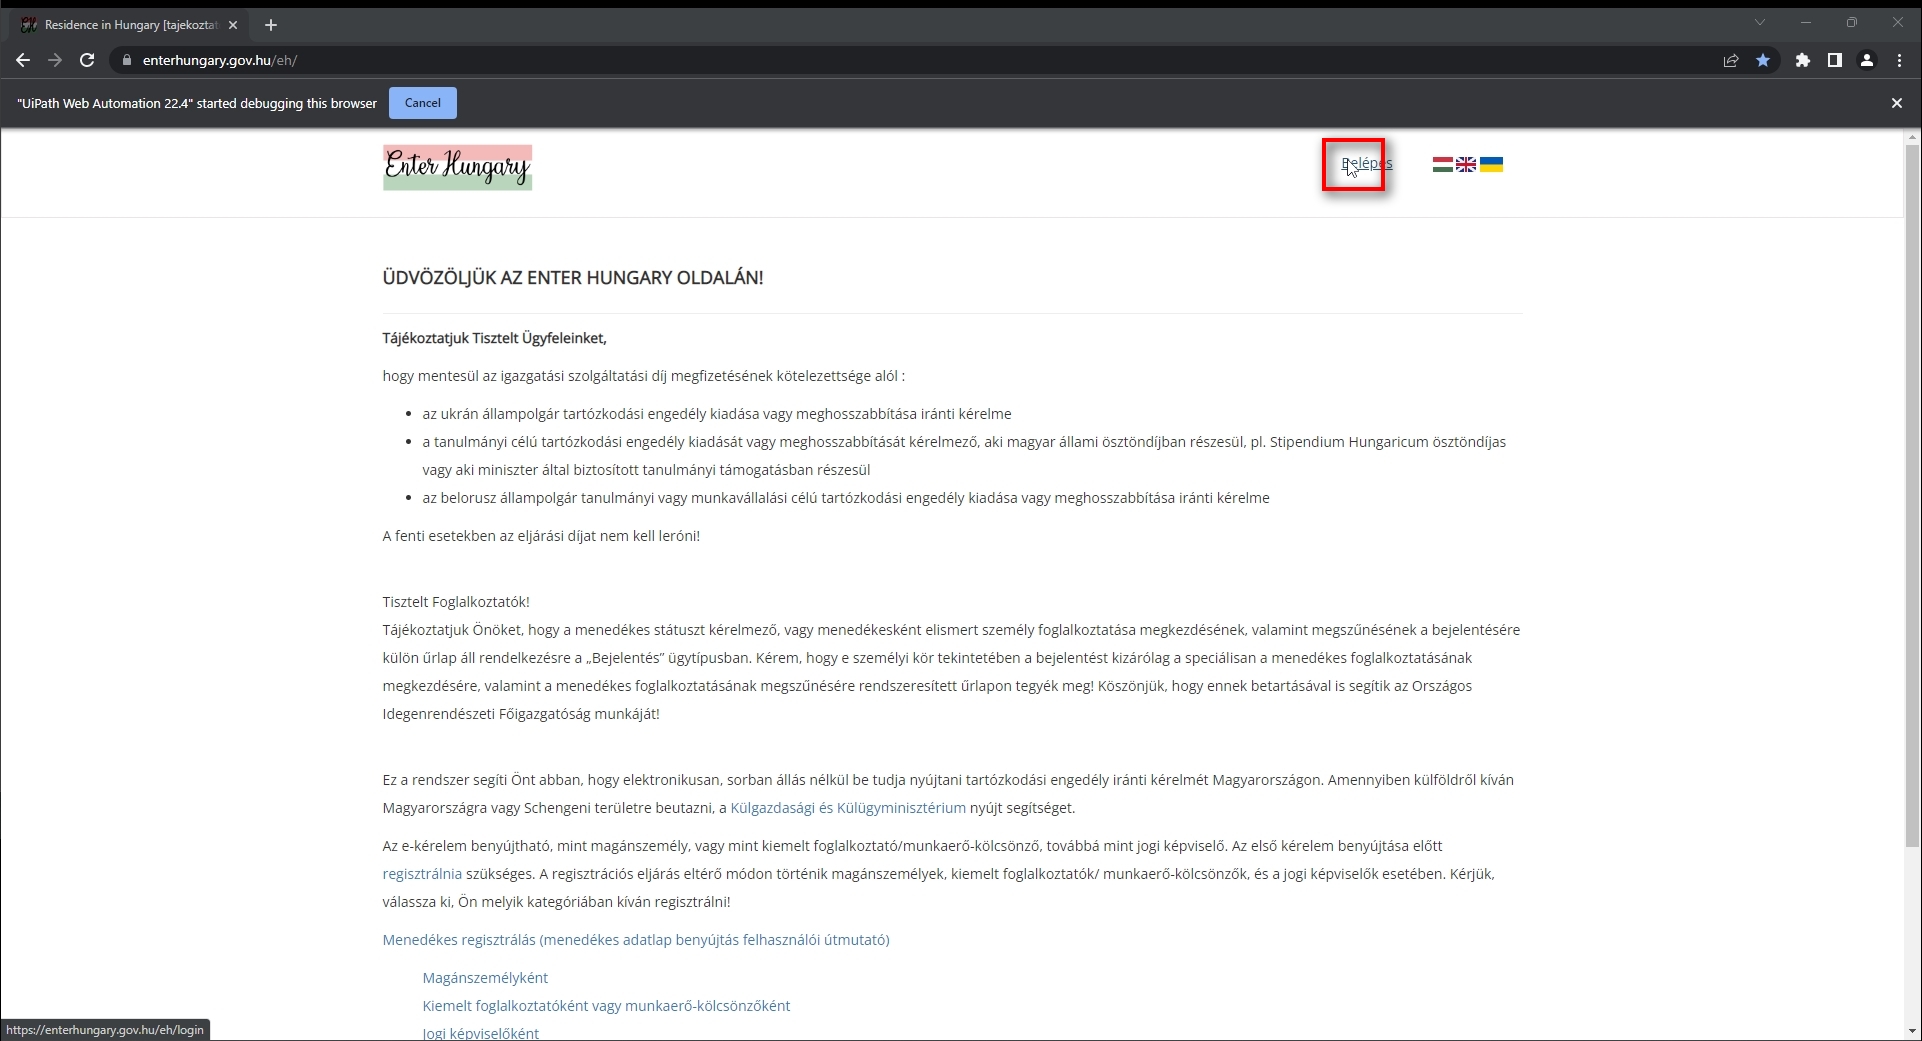 Residence in Hungary [tajekoztat
enterhungary.gov.hu/eh/
"UiPath Web Automation 22.4" started debugging this browser
Cancel
Enter Hungary
Belépés
ÜDVÖZÖLJÜK AZ ENTER HUNGARY OLDALÁN!
Tájékoztatjuk Tisztelt Ügyfeleinket,
hogy mentesül az igazgatási szolgáltatási díj megfizetésének kötelezettsége alól :
• az ukrán állampolgár tartózkodási engedély kiadása vagy meghosszabbítása iránti kérelme
• a tanulmányi célú tartózkodási engedély kiadását vagy meghosszabbítását kérelmező, aki magyar állami ösztöndíjban részesül, pl. Stipendium Hungaricum ösztöndíjas
vagy aki miniszter által biztosított tanulmányi támogatásban részesül
• az belorusz állampolgár tanulmányi vagy munkavállalási célú tartózkodási engedély kiadása vagy meghosszabbítása iránti kérelme
A fenti esetekben az eljárási díjat nem kell leróni!
Tisztelt Foglalkoztatók!
Tájékoztatjuk Önöket, hogy a menedékes státuszt kérelmező, vagy menedékesként elismert személy foglalkoztatása megkezdésének, valamint megszűnésének a bejelentésére
külön űrlap áll rendelkezésre a „Bejelentés” ügytípusban. Kérem, hogy e személyi kör tekintetében a bejelentést kizárólag a speciálisan a menedékes foglalkoztatásának
megkezdésére, valamint a menedékes foglalkoztatásának megszűnésére rendszeresített űrlapon tegyék meg! Köszönjük, hogy ennek betartásával is segítik az Országos
Idegenrendészeti Főigazgatóság munkáját!
Ez a rendszer segíti Önt abban, hogy elektronikusan, sorban állás nélkül be tudja nyújtani tartózkodási engedély iránti kérelmét Magyarországon. Amennyiben külföldről kíván
Magyarországra vagy Schengeni területre beutazni, a Külgazdasági és Külügyminisztérium nyújt segítséget.
Az e-kérelem benyújtható, mint magánszemély, vagy mint kiemelt foglalkoztató/munkaerő-kölcsönző, továbbá mint jogi képviselő. Az első kérelem benyújtása előtt
regisztrálnia szükséges. A regisztrációs eljárás eltérő módon történik magánszemélyek, kiemelt foglalkoztatók/ munkaerő-kölcsönzők, és a jogi képviselők esetében. Kérjük,
válassza ki, Ön melyik kategóriában kíván regisztrálni!
Menedékes regisztrálás (menedékes adatlap benyújtás felhasználói útmutató)
Magánszemélyként
Kiemelt foglalkoztatóként vagy munkaerő-kölcsönzőként
Jogi képviselőként
https://enterhungary.gov.hu/eh/login